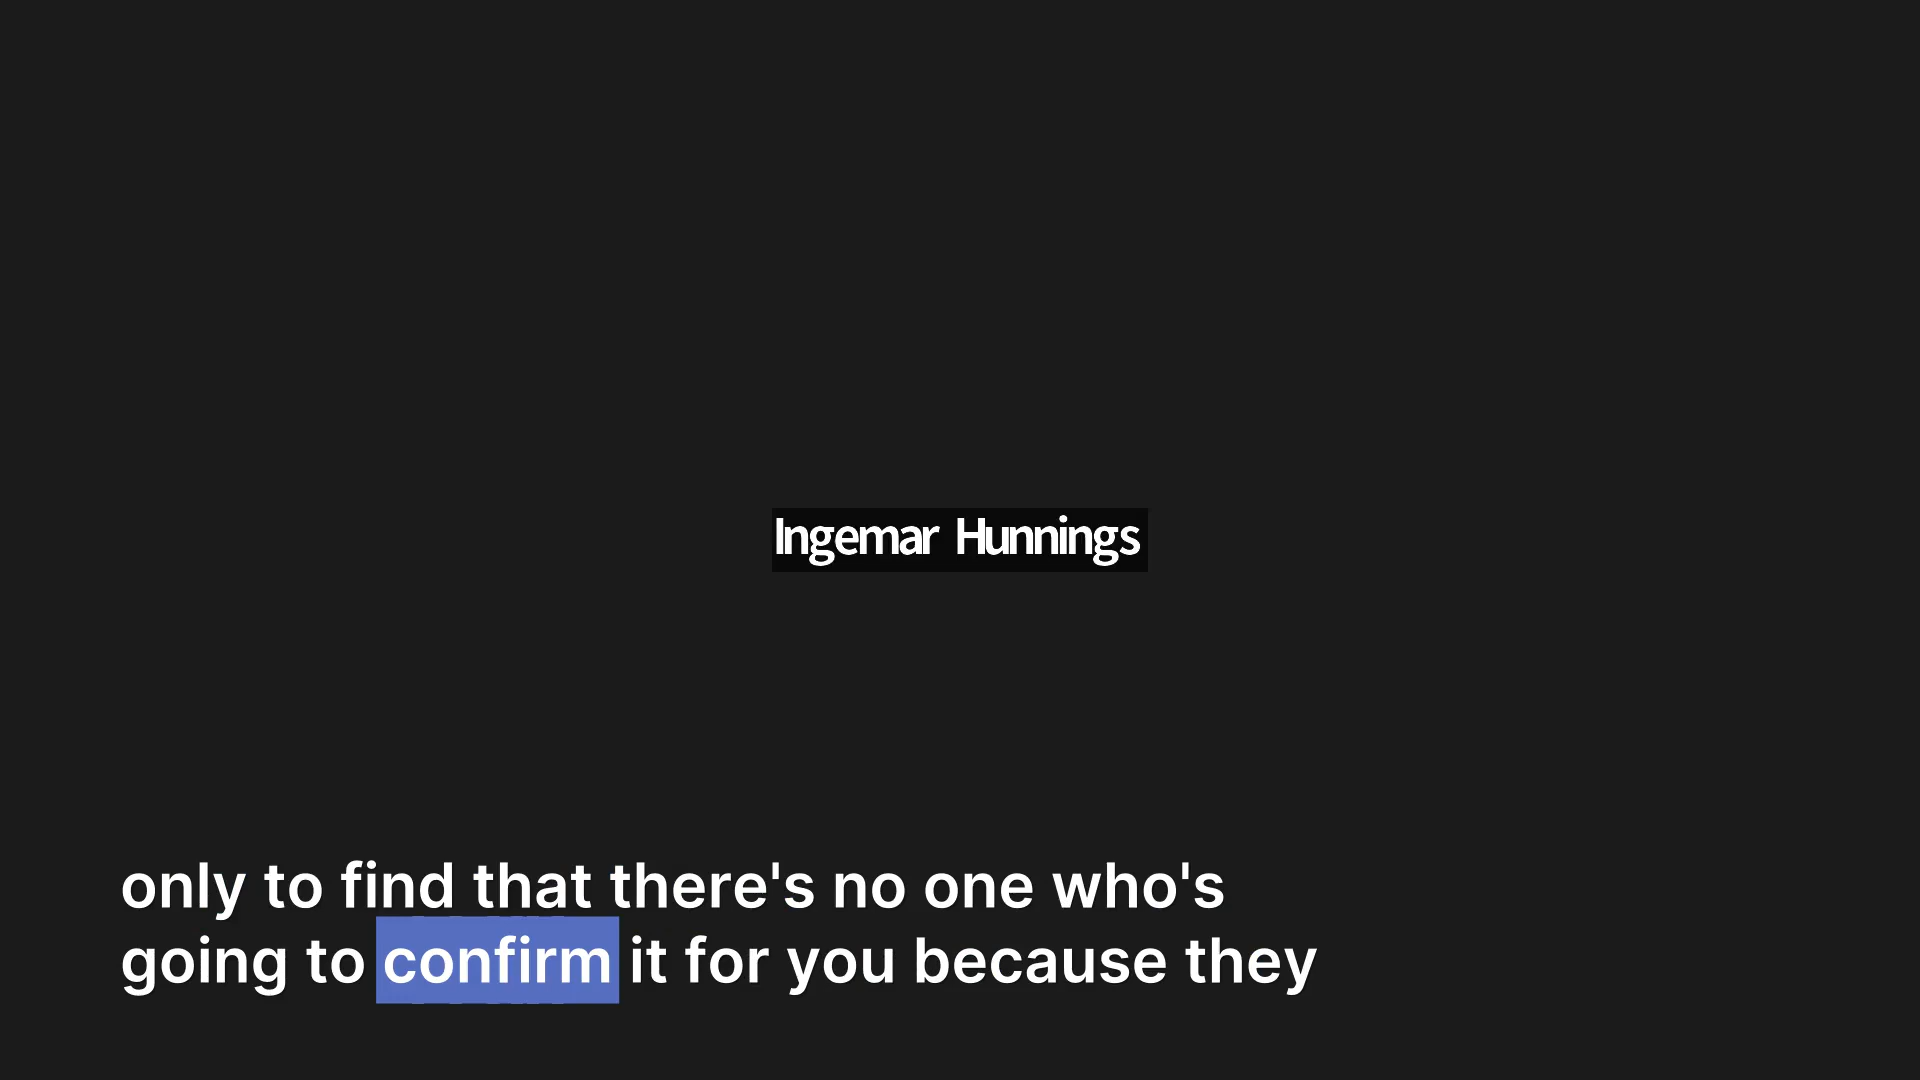 Ingemar Hunnings
only to find that there's no one who's
going to confirm it for you because they